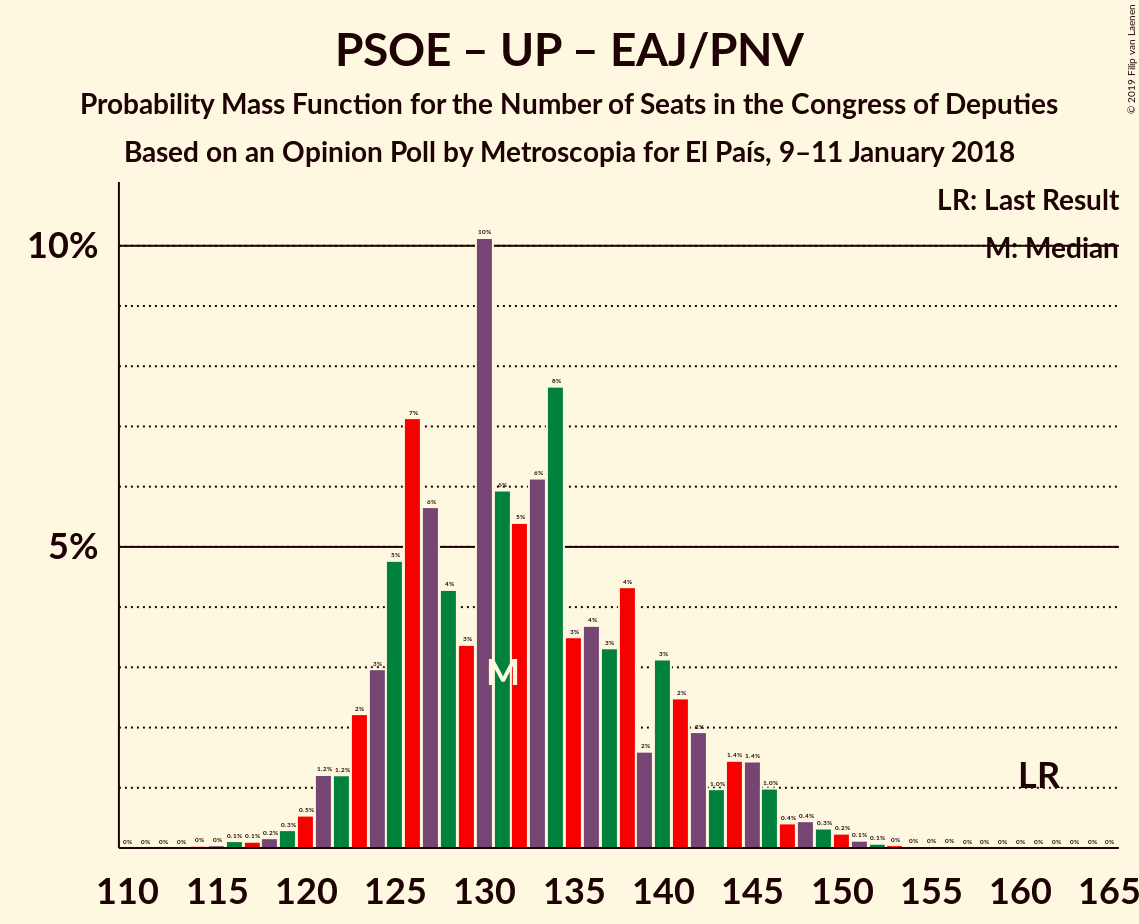 PSOE – UP – EAJ/PNV
Probability Mass Function for the Number of Seats in the Congress of Deputies
Based on an Opinion Poll by Metroscopia for El País, 9–11 January 2018
© 2019 Filip van Laenen
LR: Last Result
M: Median
10%
5%
0% 0% 0% 0% 0% 0% 0.1% 0.1% 0.2% 0.3% 0.5% 1.2% 1.2% 2% 3% 5% 7% 6% 4% 3% 10% 6% 5% 6% 8% 3% 4% 3% 4% 2% 3% 2% 2% 1.0% 1.4% 1.4% 1.0% 0.4% 0.4% 0.3% 0.2% 0.1% 0.1% 0% 0% 0% 0% 0% 0% 0% 0% 0% 0% 0% 0% 0%
M
LR
110 115 120 125 130 135 140 145 150 155 160 165